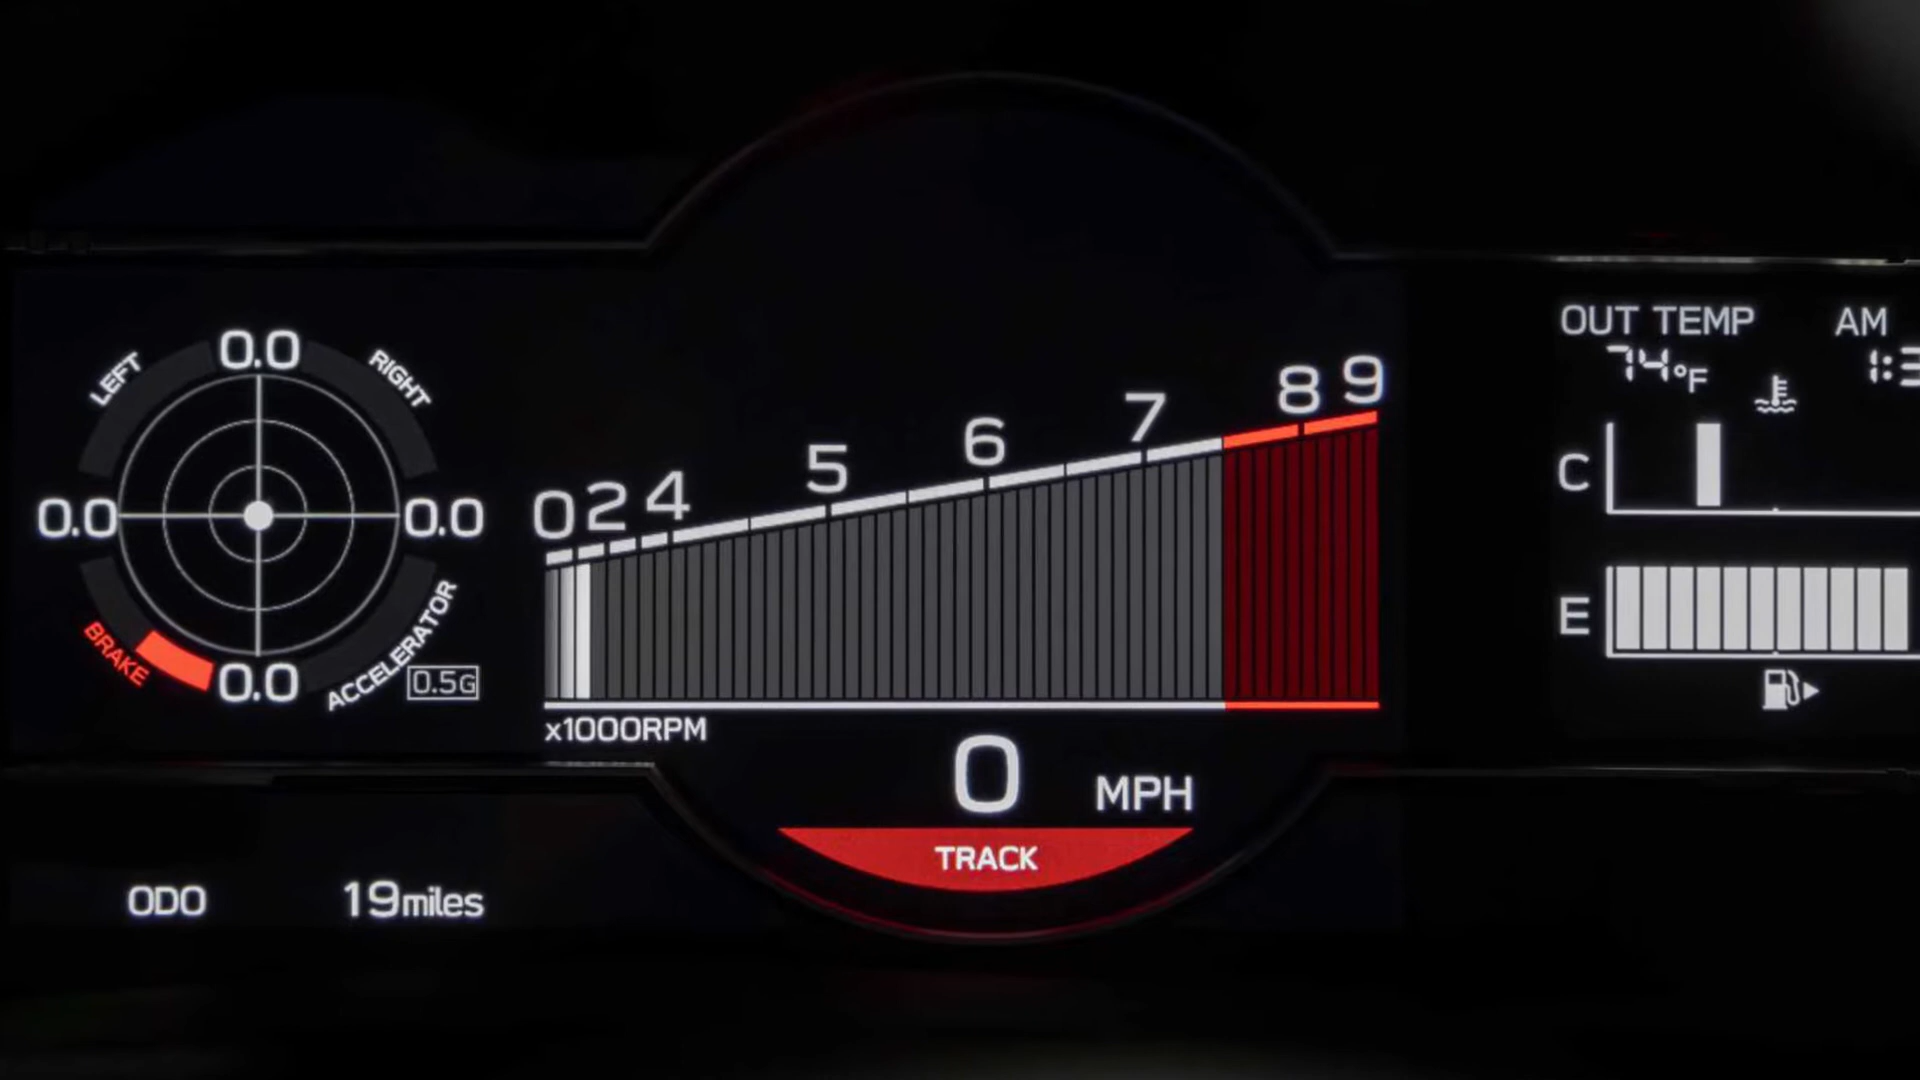 LEFT
0.0
RIGHT
0.0
0.0
BRAKE
0.0
ACCELERATOR
0.5G
0 2 4 5 6 7 8 9
x1000RPM
0 MPH
TRACK
ODO 19miles
OUT TEMP AM
74°F
C
E